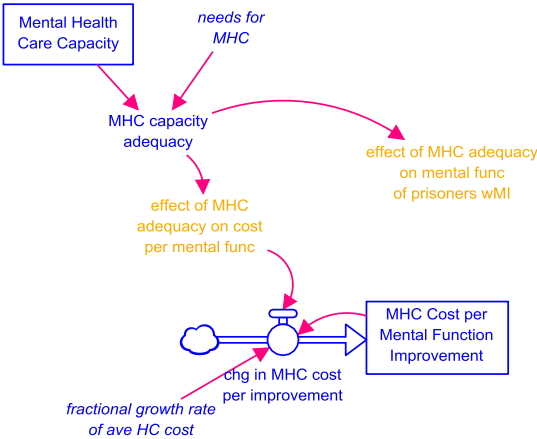 Mental Health
Care Capacity
needs for
MHC
MHC capacity
adequacy
effect of MHC adequacy
on mental func
of prisoners wMI
effect of MHC
adequacy on cost
per mental func
MHC Cost per
Mental Function
Improvement
chg in MHC cost
per improvement
fractional growth rate
of ave HC cost